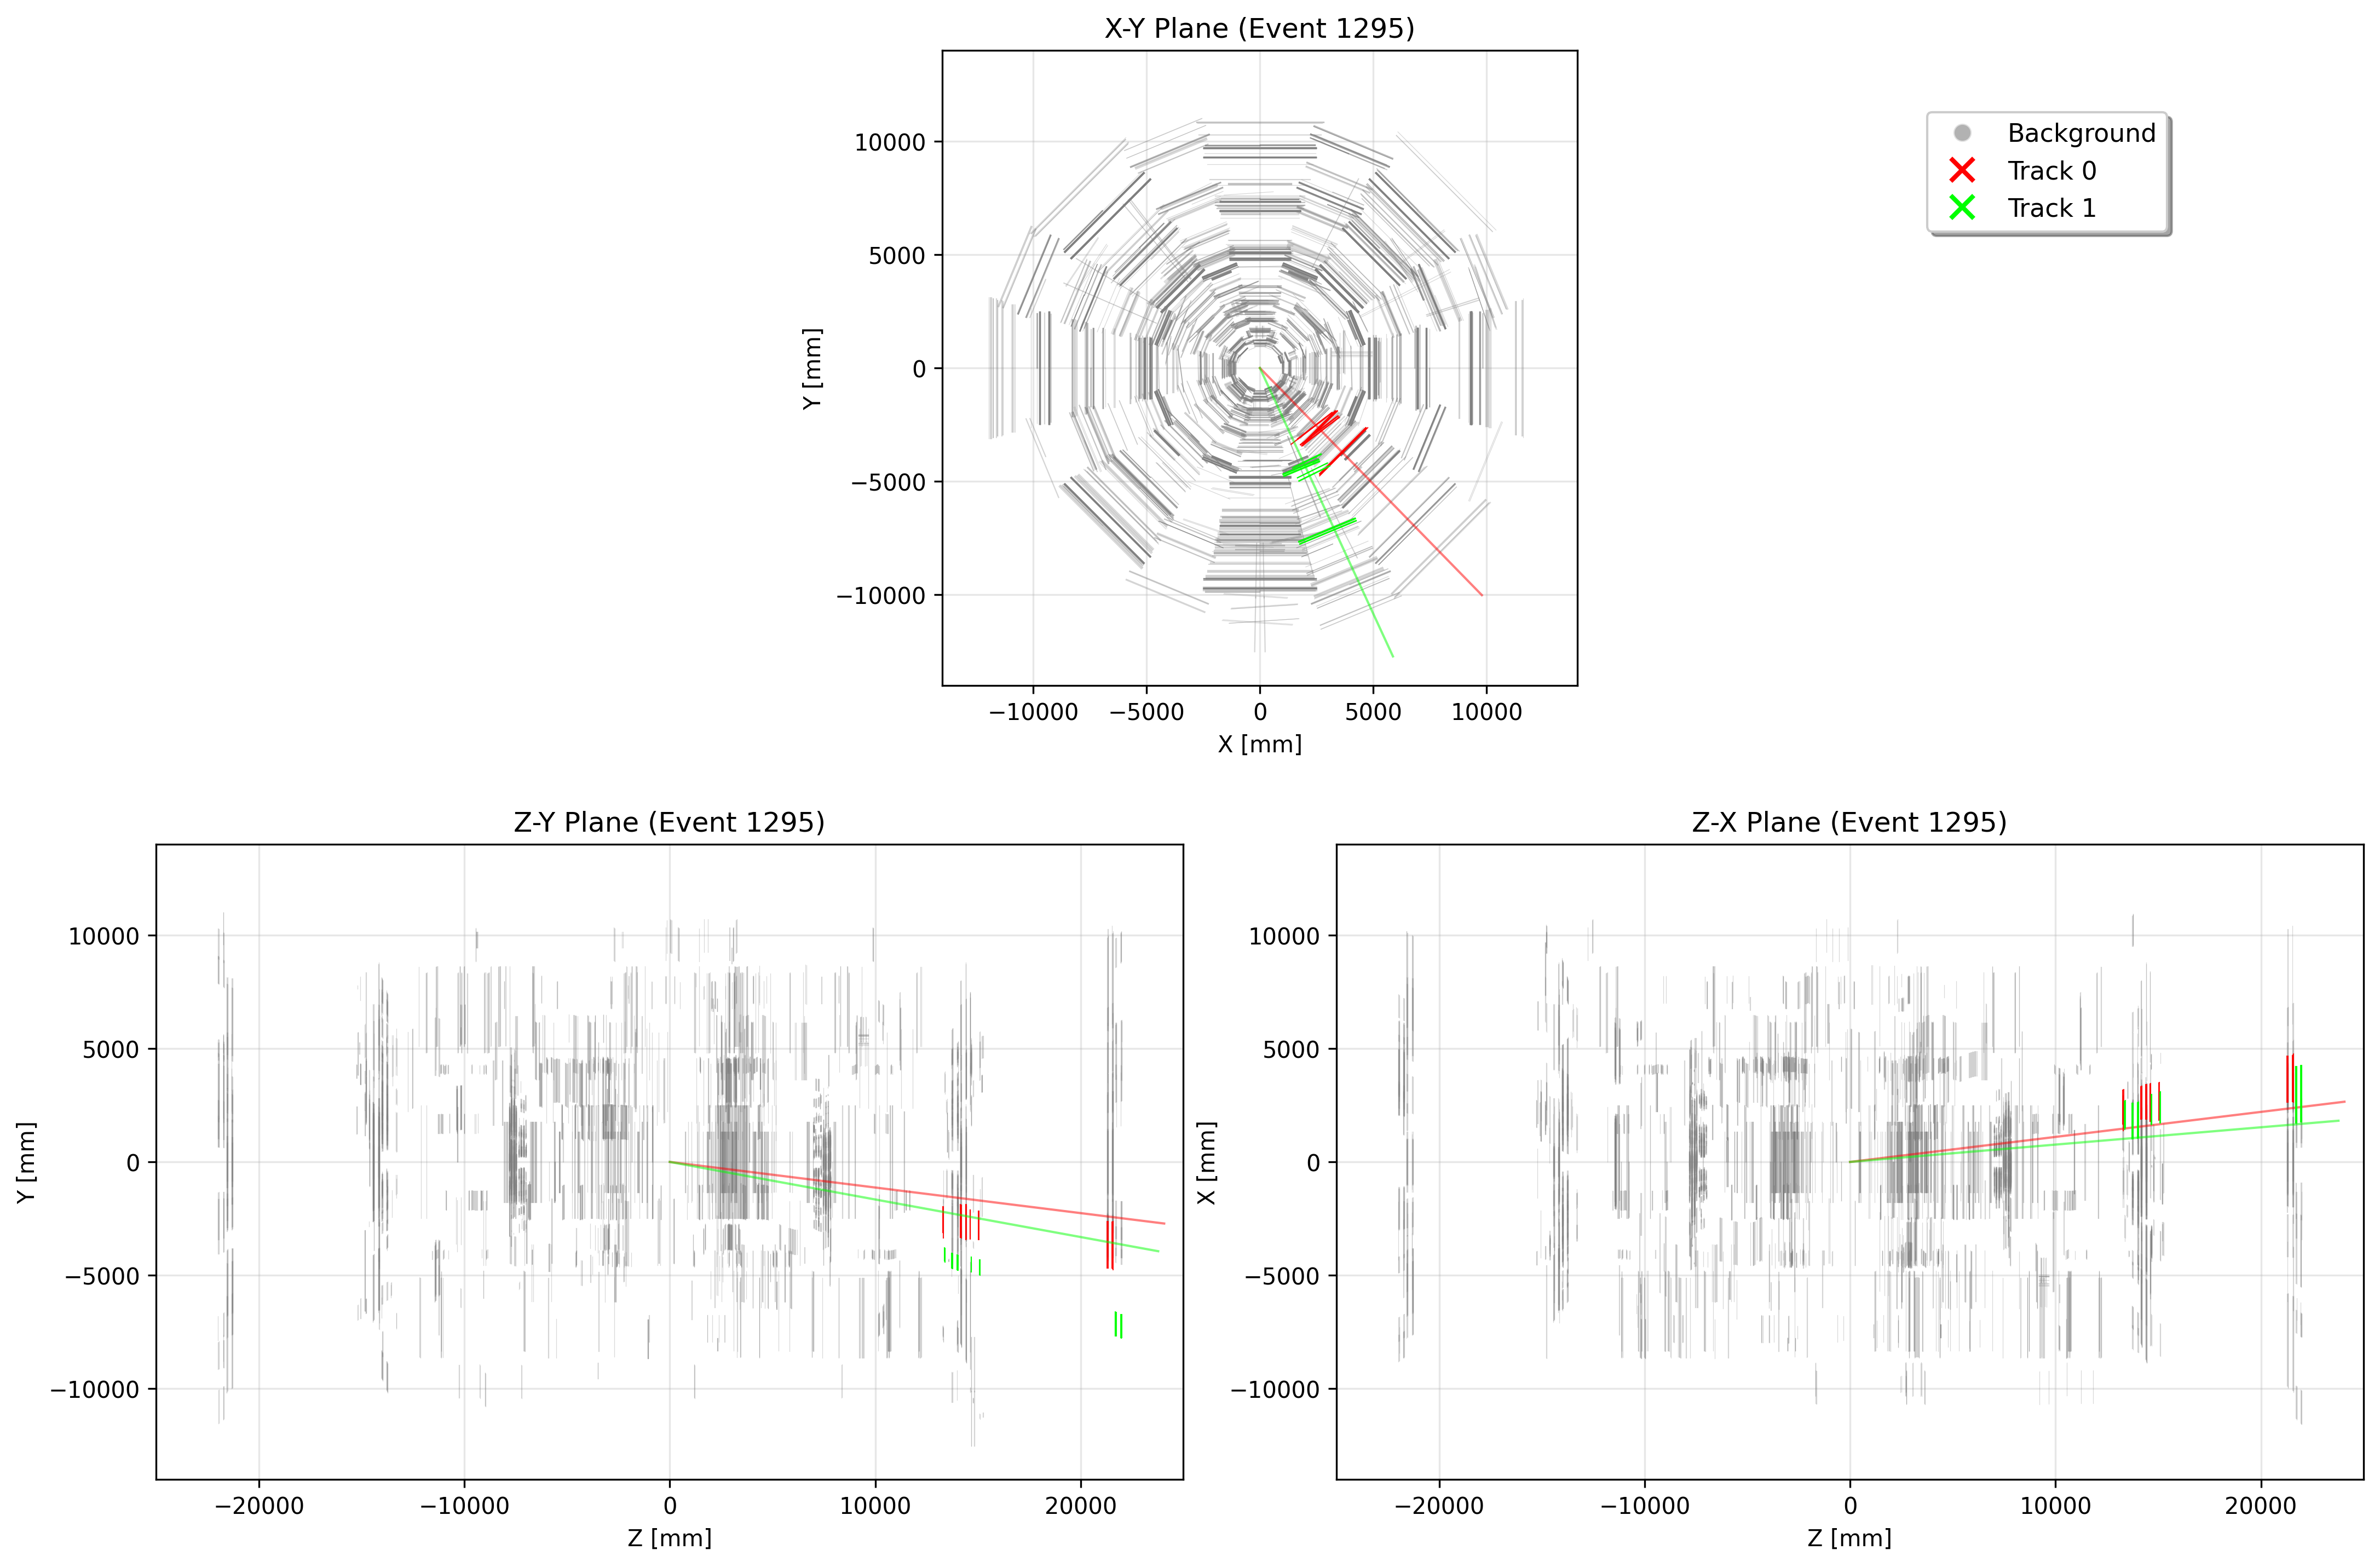 X-Y Plane (Event 1295)
Background
Track 0
Track 1
10000
5000
0
−5000
−10000
Y [mm]
−10000 −5000 0 5000 10000
X [mm]
Z-Y Plane (Event 1295)
10000
5000
0
−5000
−10000
Y [mm]
−20000 −10000 0 10000 20000
Z [mm]
Z-X Plane (Event 1295)
10000
5000
0
−5000
−10000
X [mm]
−20000 −10000 0 10000 20000
Z [mm]